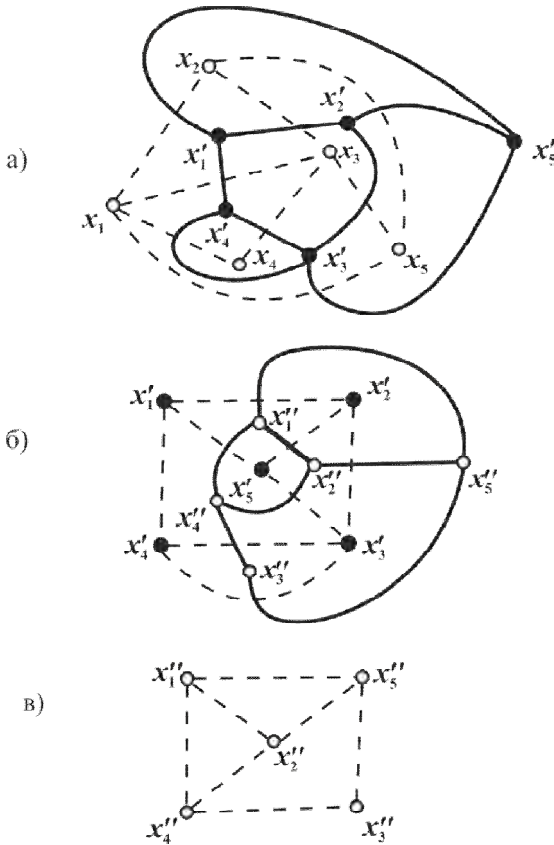 а)
x₂
x′₂
x′₁
x₃
x′₅
x₁
x′₄
x₄
x′₃
x₅
б)
x′₁
x′₂
x″₁
x′₅
x″₂
x″₅
x″₄
x′₄
x′₃
x″₃
в)
x″₁
x″₅
x″₂
x″₄
x″₃